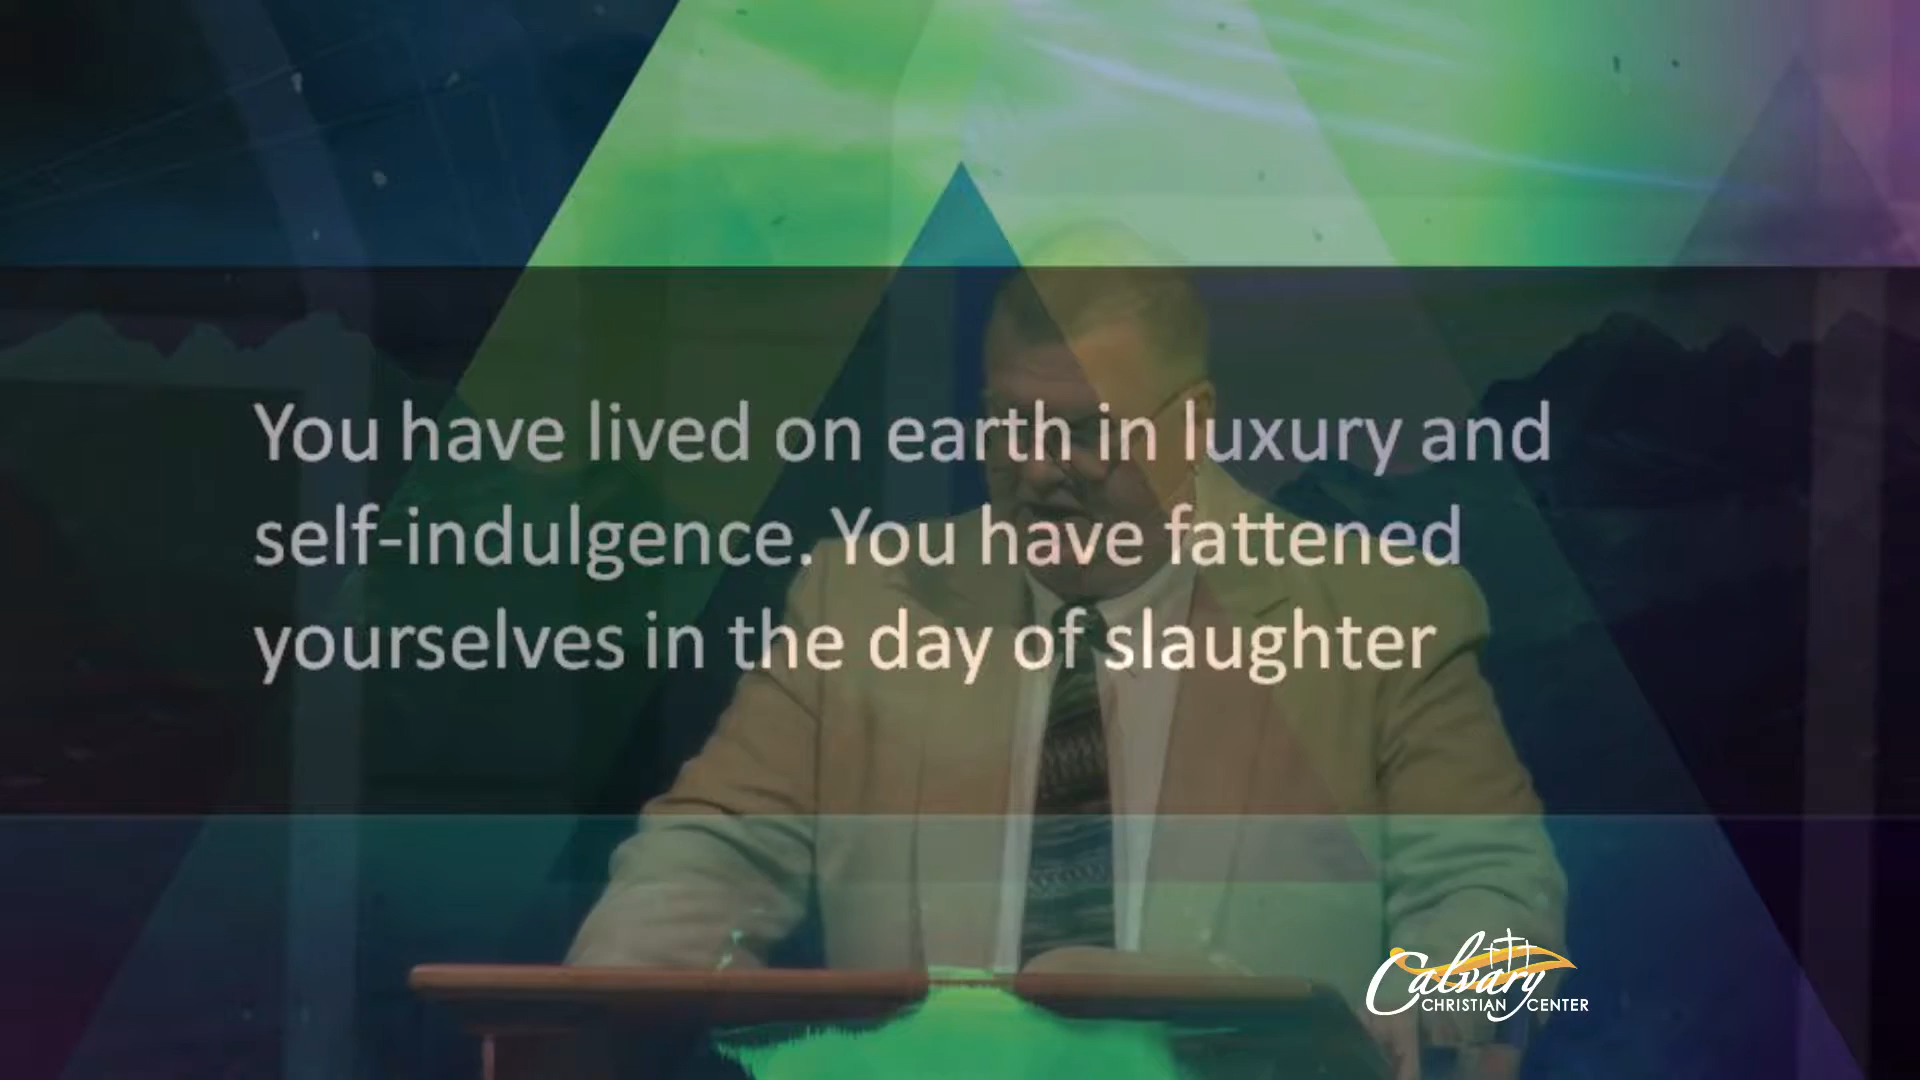 You have lived on earth in luxury and
self-indulgence. You have fattened
yourselves in the day of slaughter
Calvary
CHRISTIAN CENTER